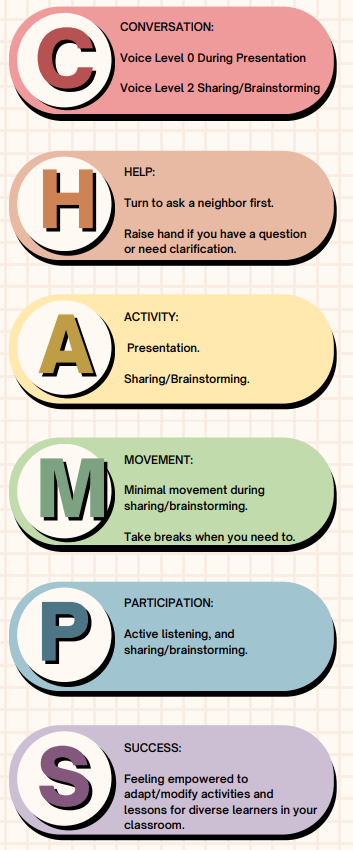 C
CONVERSATION:
Voice Level 0 During Presentation
Voice Level 2 Sharing/Brainstorming
H
HELP:
Turn to ask a neighbor first.
Raise hand if you have a question
or need clarification.
A
ACTIVITY:
Presentation.
Sharing/Brainstorming.
M
MOVEMENT:
Minimal movement during
sharing/brainstorming.
Take breaks when you need to.
P
PARTICIPATION:
Active listening, and
sharing/brainstorming.
S
SUCCESS:
Feeling empowered to
adapt/modify activities and
lessons for diverse learners in your
classroom.